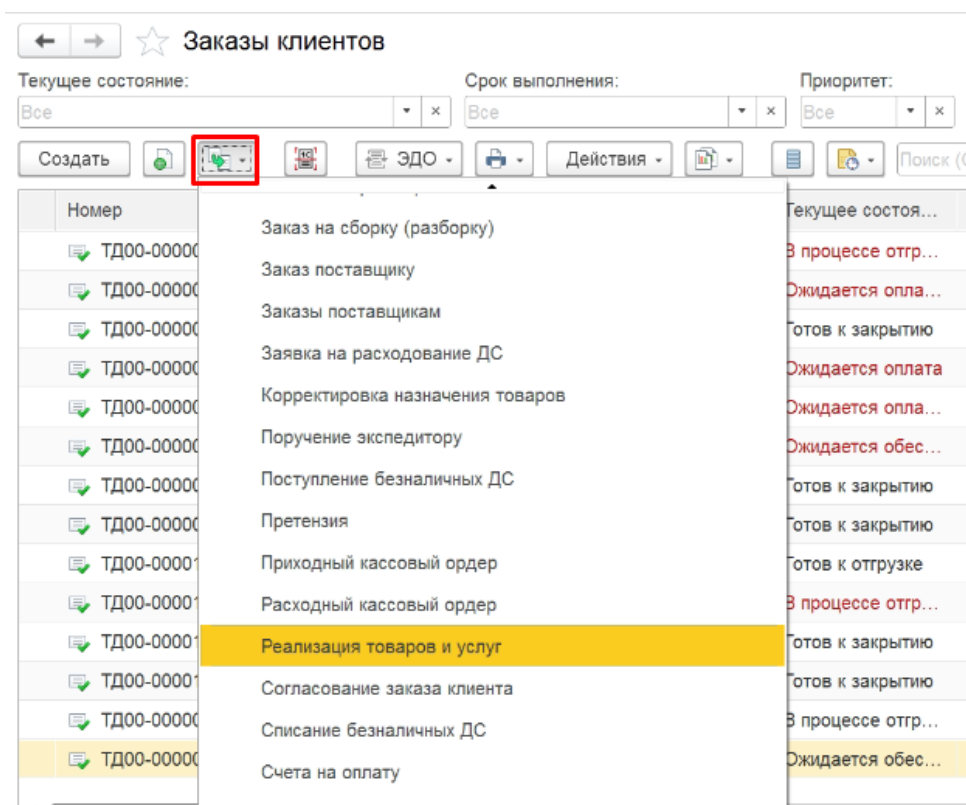 Заказы клиентов
Текущее состояние: Срок выполнения: Приоритет:
Все Все Все
Создать ЭДО Действия Поиск (
Номер Текущее состоя...
Заказ на сборку (разборку)
ТД00-00000 В процессе отгр...
Заказ поставщику
ТД00-00000 Ожидается опла...
Заказы поставщикам
ТД00-00000 Готов к закрытию
Заявка на расходование ДС
ТД00-00000 Ожидается оплата
Корректировка назначения товаров
ТД00-00000 Ожидается опла...
Поручение экспедитору
ТД00-00000 Ожидается обес...
Поступление безналичных ДС
ТД00-00000 Готов к закрытию
Претензия
ТД00-00000 Готов к закрытию
Приходный кассовый ордер
ТД00-00001 Готов к отгрузке
Расходный кассовый ордер
ТД00-00001 В процессе отгр...
Реализация товаров и услуг
ТД00-00001 Готов к закрытию
Согласование заказа клиента
ТД00-00001 Готов к закрытию
Списание безналичных ДС
ТД00-00000 В процессе отгр...
Счета на оплату
ТД00-00000 Ожидается обес...